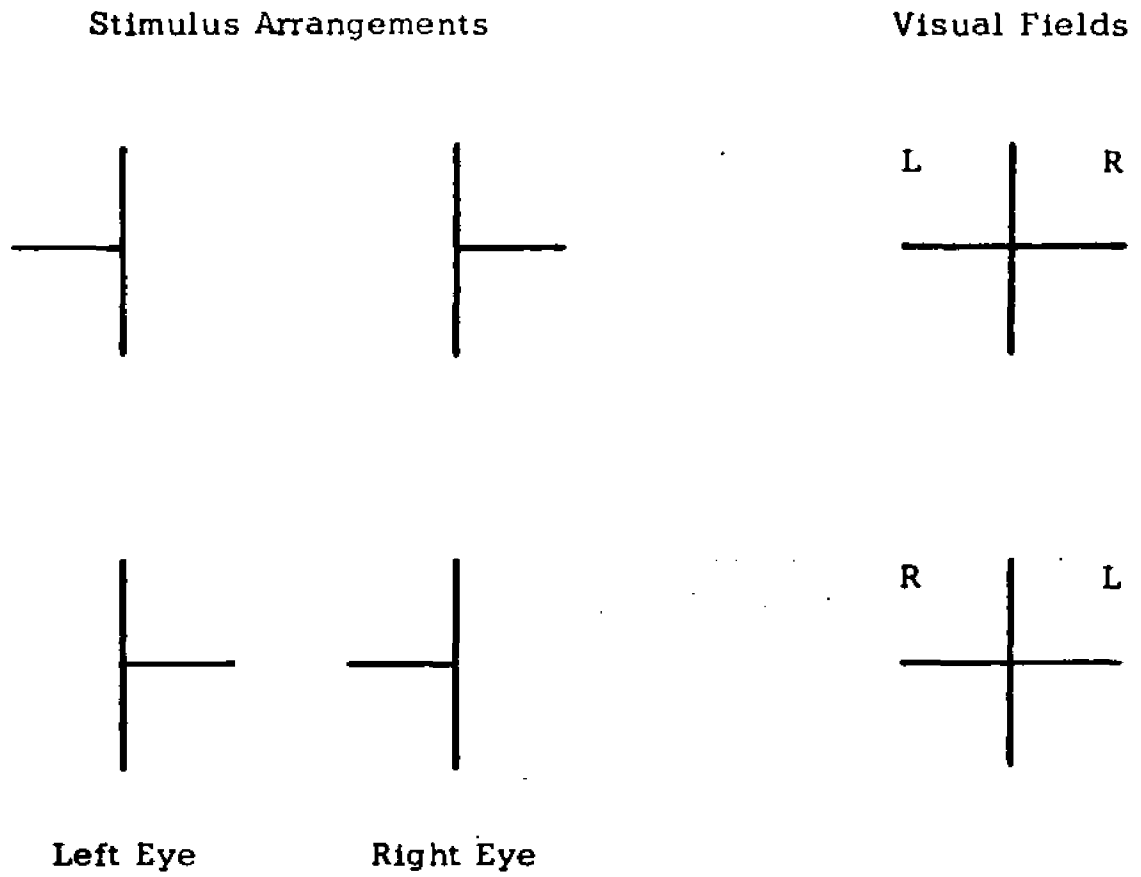 Stimulus Arrangements
Visual Fields
L R
R L
Left Eye
Right Eye